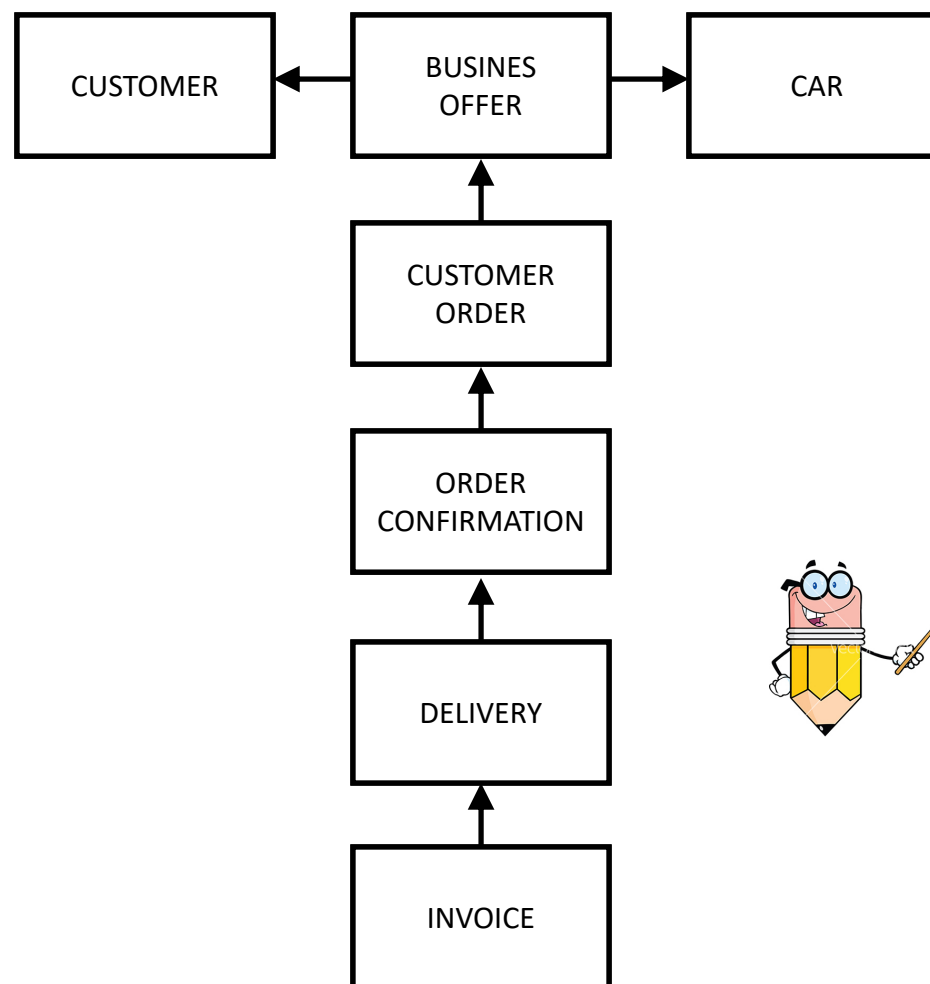 CUSTOMER
BUSINES
OFFER
CAR
CUSTOMER
ORDER
ORDER
CONFIRMATION
DELIVERY
INVOICE